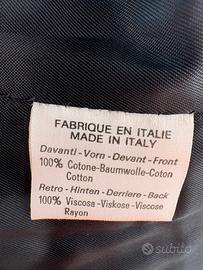 FABRIQUE EN ITALIE
MADE IN ITALY
Davanti-Vorn-Devant-Front
100% Cotone-Baumwolle-Coton
Cotton
Retro-Hinten-Derriere-Back
100% Viscosa-Viskose-Viscose
Rayon
subito